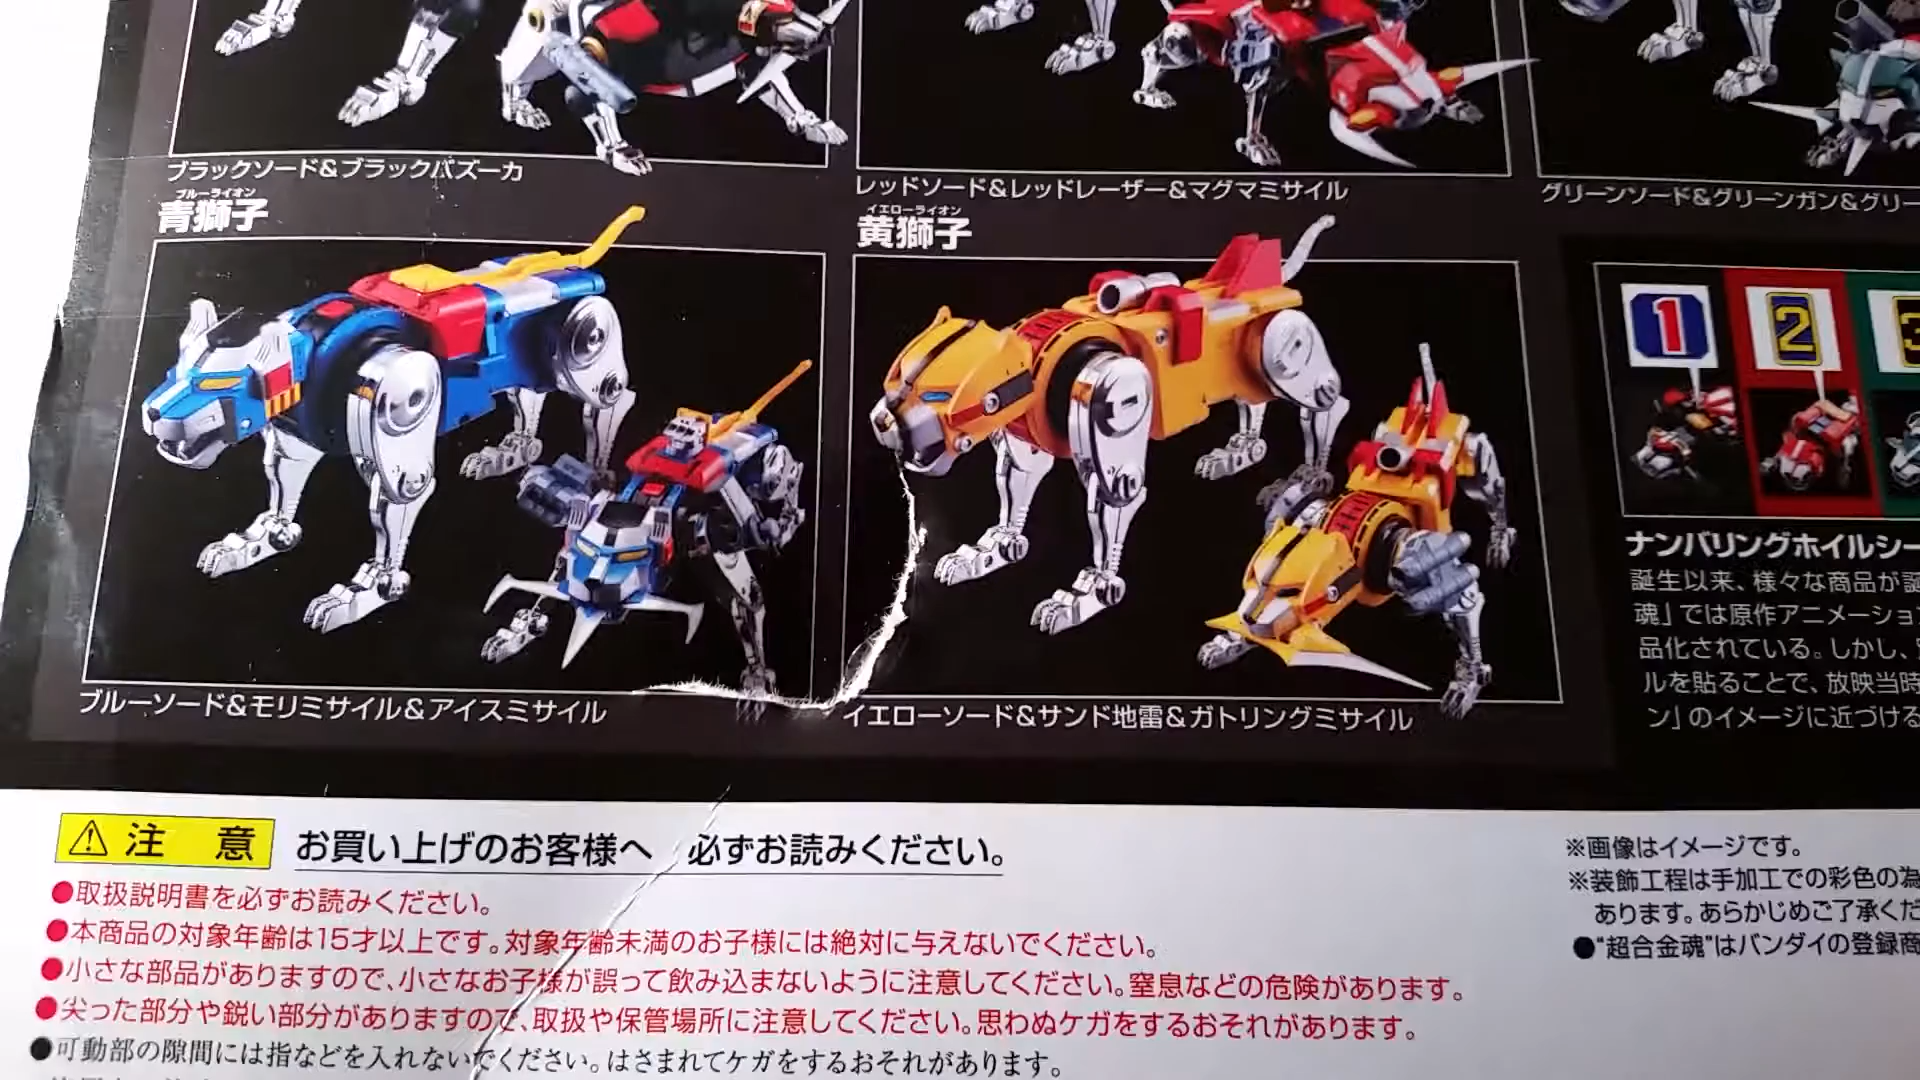 ブラックソード&ブラックバズーカ
レッドソード&レッドレーザー&マグマミサイル
グリーンソード&グリーンガン&グリー
ブルーライオン
青獅子
イエローライオン
黄獅子
1
2
3
ブルーソード&モリミサイル&アイスミサイル
イエローソード&サンド地雷&ガトリングミサイル
ナンバリングホイルシー
誕生以来、様々な商品が誕
魂」では原作アニメーショ
品化されている。しかし、
ルを貼ることで、放映当時
ン」のイメージに近づける
⚠注 意 お買い上げのお客様へ 必ずお読みください。
●取扱説明書を必ずお読みください。
●本商品の対象年齢は15才以上です。対象年齢未満のお子様には絶対に与えないでください。
●小さな部品がありますので、小さなお子様が誤って飲み込まないように注意してください。窒息などの危険があります。
●尖った部分や鋭い部分がありますので、取扱や保管場所に注意してください。思わぬケガをするおそれがあります。
●可動部の隙間には指などを入れないでください。はさまれてケガをするおそれがあります。
※画像はイメージです。
※装飾工程は手加工での彩色の為
あります。あらかじめご了承くだ
●“超合金魂”はバンダイの登録商